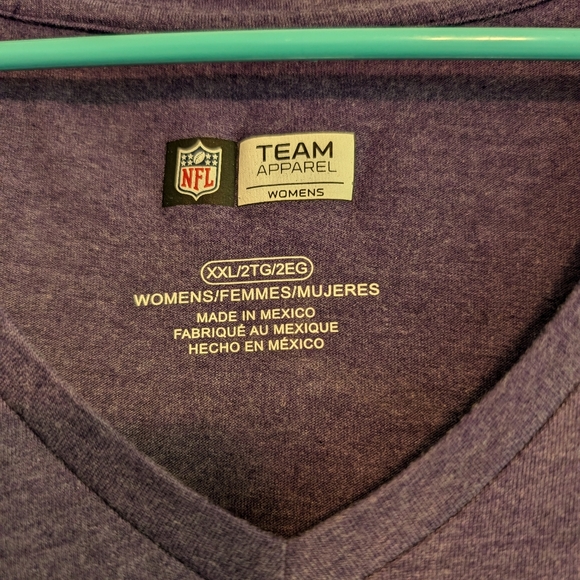 NFL
TEAM
APPAREL
WOMENS
XXL/2TG/2EG
WOMENS/FEMMES/MUJERES
MADE IN MEXICO
FABRIQUÉ AU MEXIQUE
HECHO EN MÉXICO